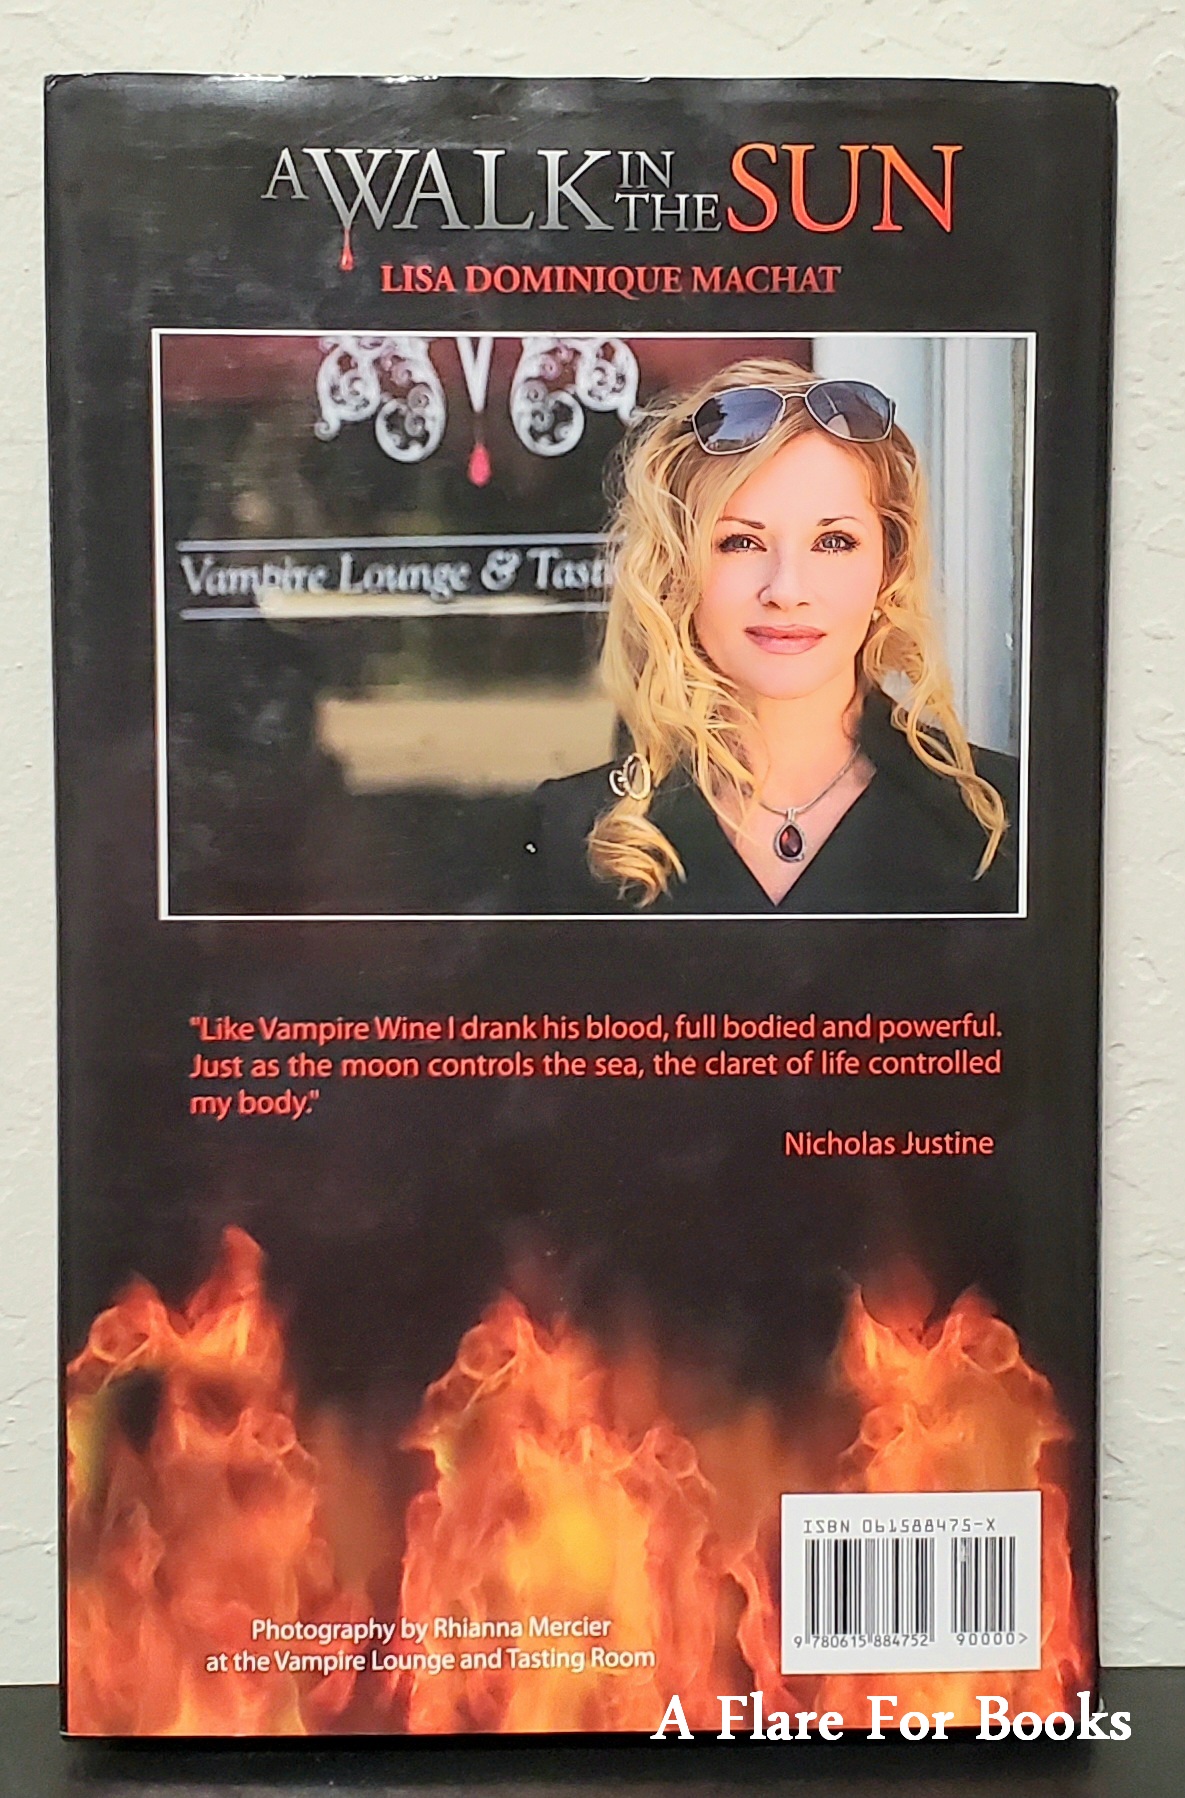 A WALK IN THE SUN
LISA DOMINIQUE MACHAT
Vampire Lounge & Tasti
"Like Vampire Wine I drank his blood, full bodied and powerful.
Just as the moon controls the sea, the claret of life controlled
my body."
Nicholas Justine
ISBN 061588475-X
9 780615 884752 90000>
Photography by Rhianna Mercier
at the Vampire Lounge and Tasting Room
A Flare For Books